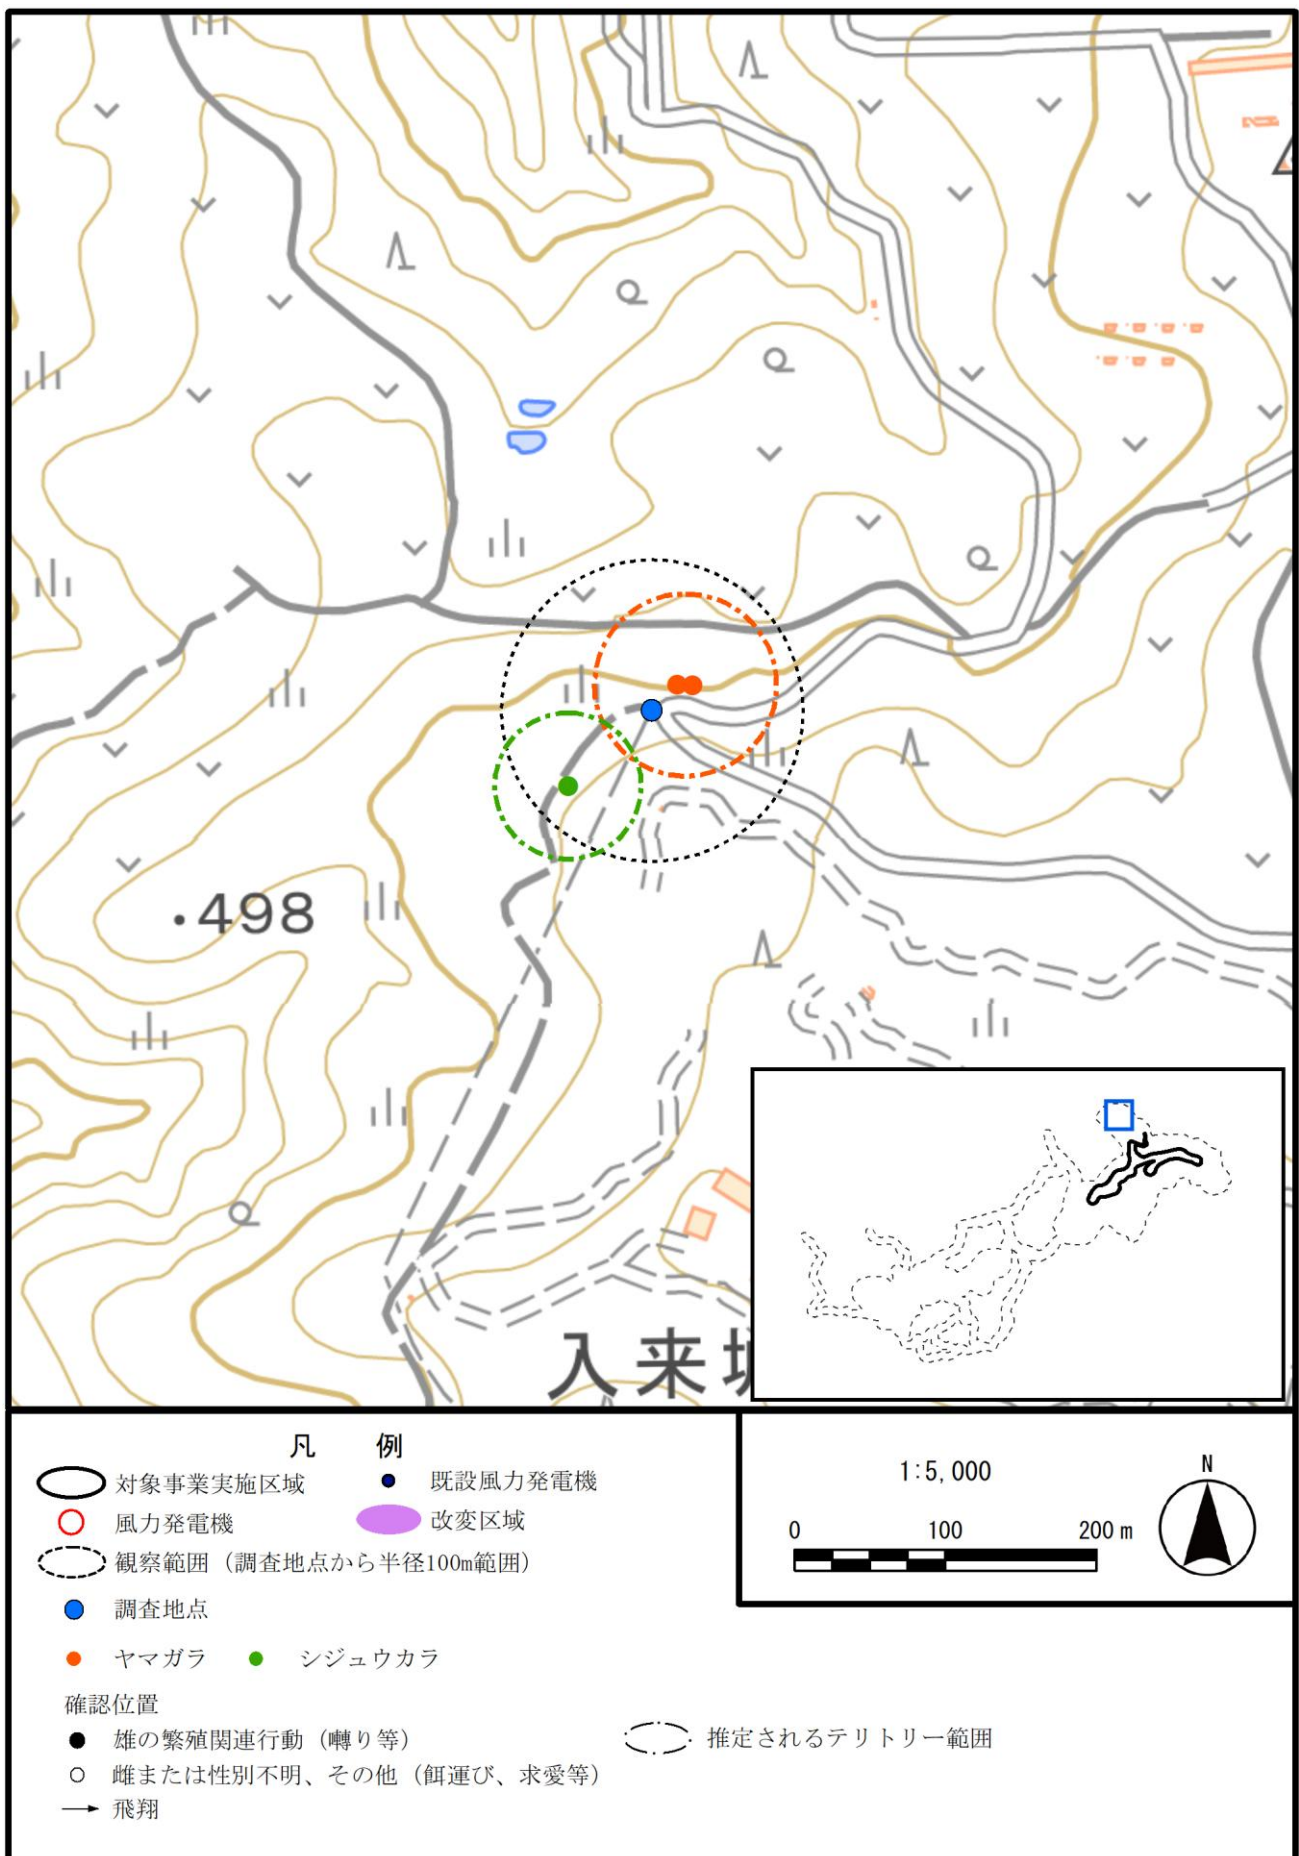 498
入来
凡　例
対象事業実施区域
既設風力発電機
風力発電機
改変区域
観察範囲（調査地点から半径100m範囲）
調査地点
ヤマガラ
シジュウカラ
確認位置
雄の繁殖関連行動（囀り等）
推定されるテリトリー範囲
雌または性別不明、その他（餌運び、求愛等）
飛翔
1:5,000
0 100 200 m
N